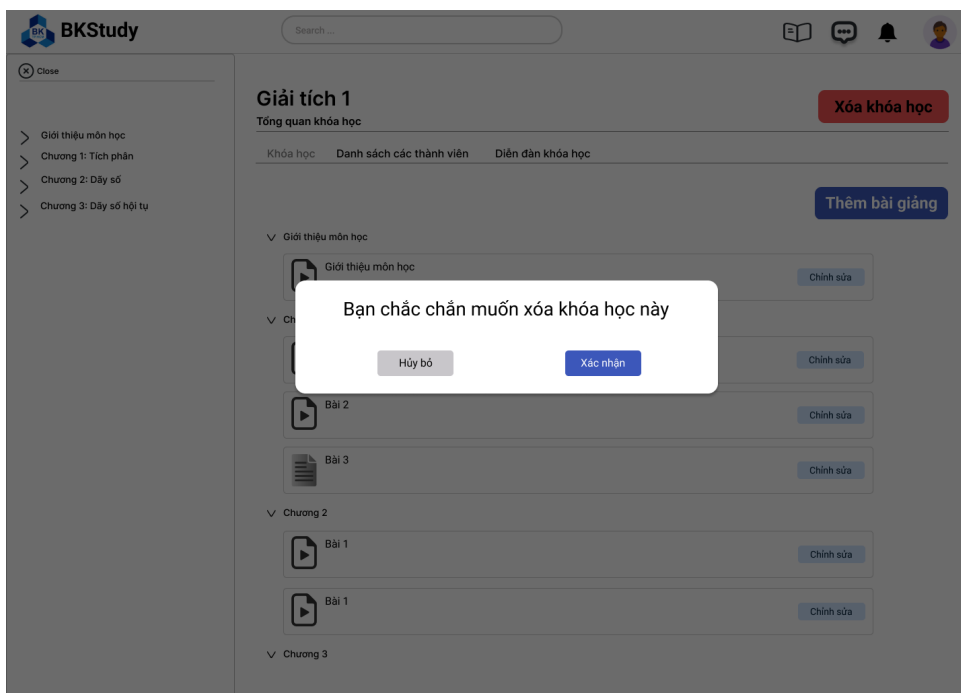 BK
BKStudy
Search ...
Close
Giới thiệu môn học
Chương 1: Tích phân
Chương 2: Dãy số
Chương 3: Dãy số hội tụ
Giải tích 1
Tổng quan khóa học
Xóa khóa học
Khóa học Danh sách các thành viên Diễn đàn khóa học
Thêm bài giảng
Giới thiệu môn học
Giới thiệu môn học
Chỉnh sửa
Ch
Bạn chắc chắn muốn xóa khóa học này
Hủy bỏ Xác nhận
Chỉnh sửa
Bài 2
Chỉnh sửa
Bài 3
Chỉnh sửa
Chương 2
Bài 1
Chỉnh sửa
Bài 1
Chỉnh sửa
Chương 3